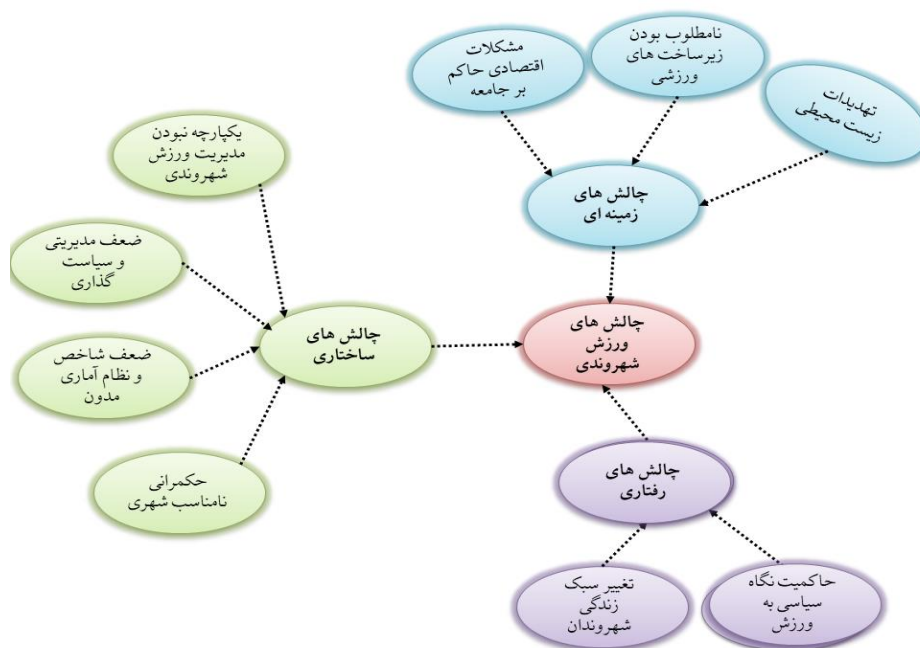 مشکلات
اقتصادی حاکم
بر جامعه
نامطلوب بودن
زیرساخت های
ورزشی
تهدیدات
زیست محیطی
چالش های
زمینه ای
یکپارچه نبودن
مدیریت ورزش
شهروندی
ضعف مدیریتی
و سیاست
گذاری
ضعف شاخص
و نظام آماری
مدون
حکمرانی
نامناسب شهری
چالش های
ساختاری
چالش های
ورزش
شهروندی
چالش های
رفتاری
تغییر سبک
زندگی
شهروندان
حاکمیت نگاه
سیاسی به
ورزش